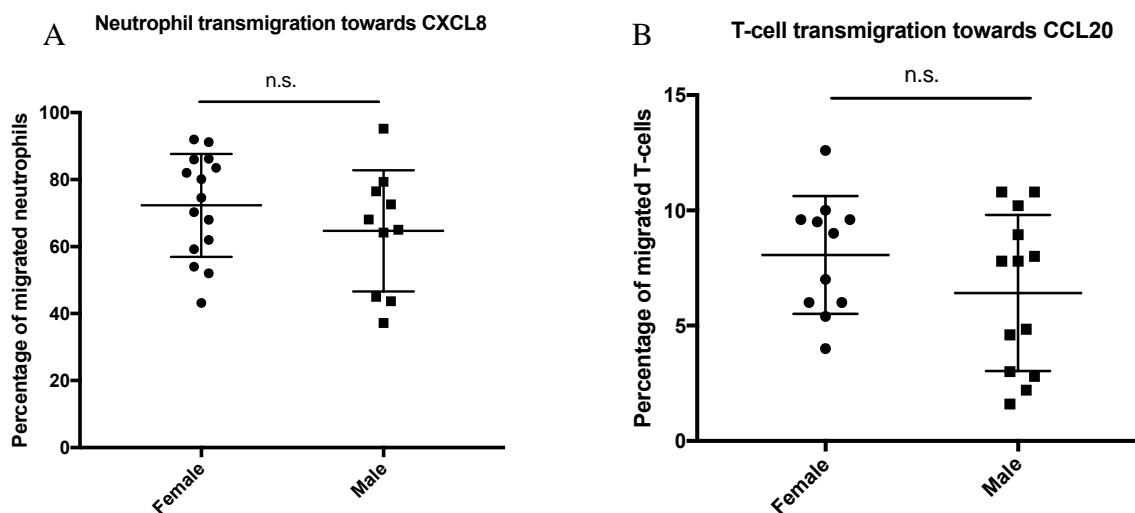 A
Neutrophil transmigration towards CXCL8
n.s.
Percentage of migrated neutrophils
100
80
60
40
20
0
Female
Male
B
T-cell transmigration towards CCL20
n.s.
Percentage of migrated T-cells
15
10
5
0
Female
Male